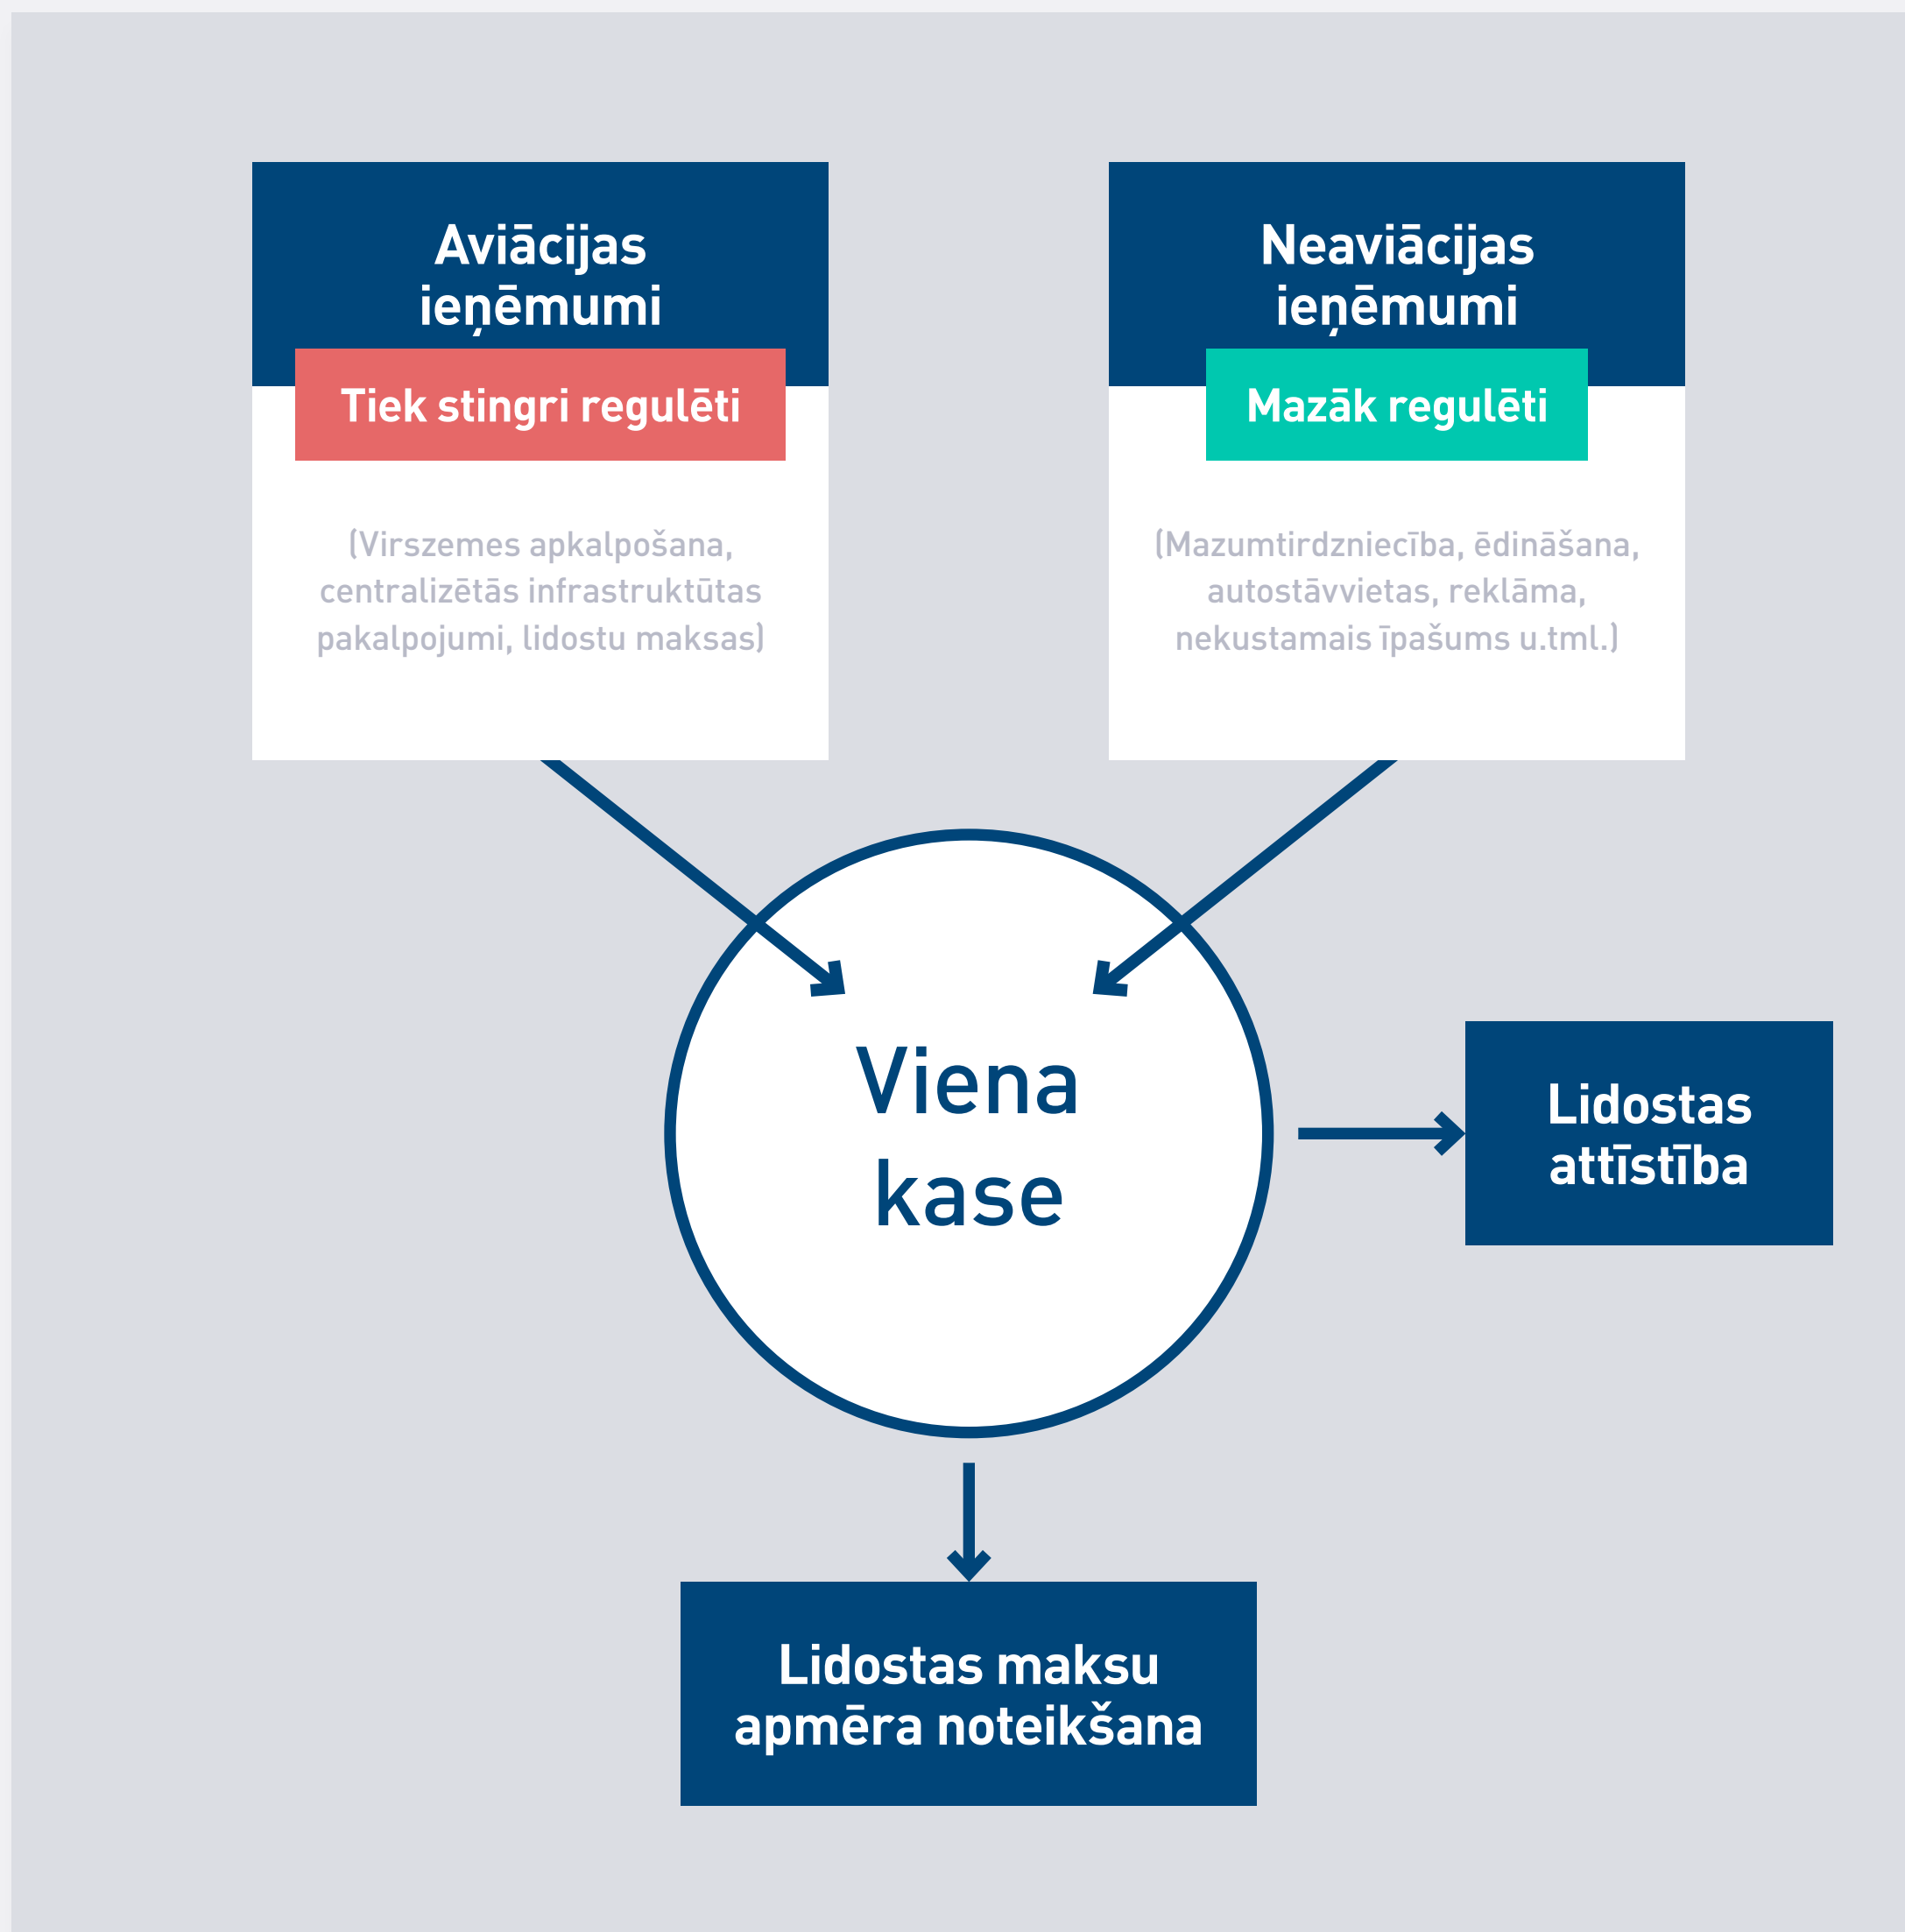 Aviācijas
ieņēmumi
Tiek stingri regulēti
(Virszemes apkalpošana,
centralizētās infrastruktūtas
pakalpojumi, lidostu maksas)
Neaviācijas
ieņēmumi
Mazāk regulēti
(Mazumtirdzniecība, ēdināšana,
autostāvvietas, reklāma,
nekustamais īpašums u.tml.)
Viena
kase
Lidostas
attīstība
Lidostas maksu
apmēra noteikšana